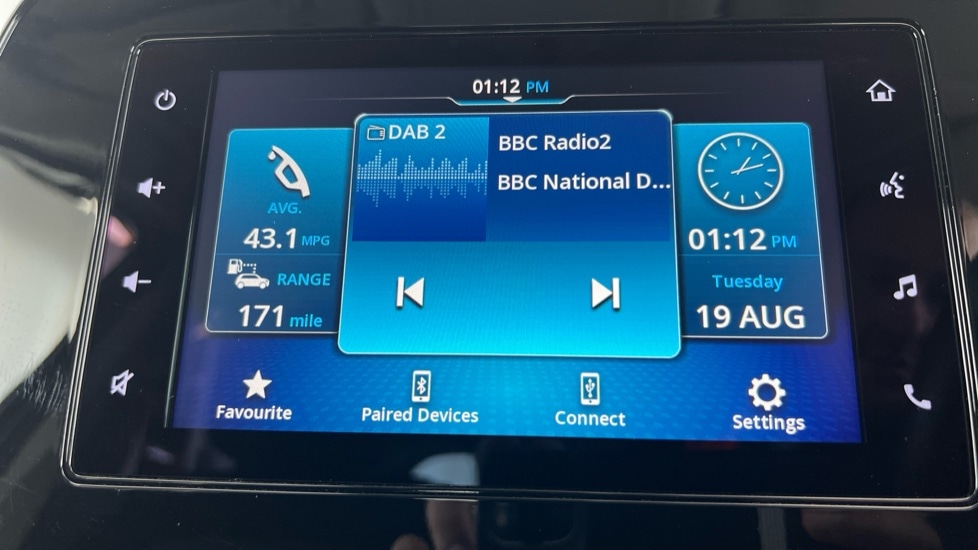 01:12 PM
DAB 2
BBC Radio2
BBC National D...
AVG.
43.1 MPG
RANGE
171 mile
01:12 PM
Tuesday
19 AUG
Favourite
Paired Devices
Connect
Settings